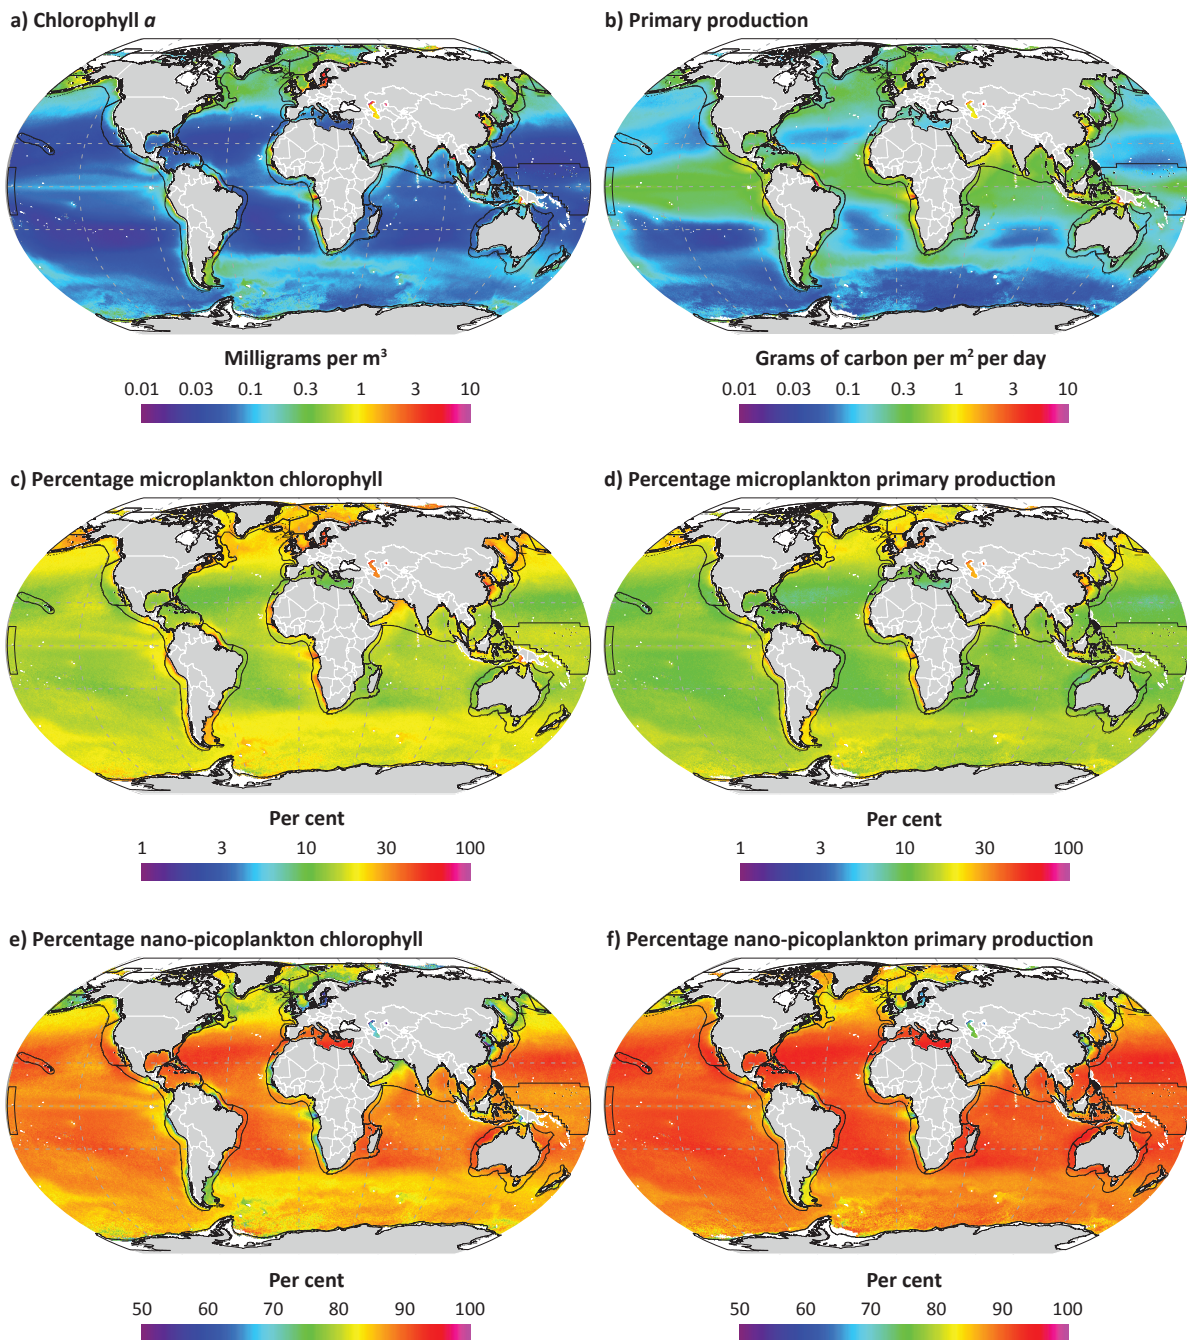 a) Chlorophyll a
b) Primary production
Milligrams per m³
0.01 0.03 0.1 0.3 1 3 10
Grams of carbon per m² per day
0.01 0.03 0.1 0.3 1 3 10
c) Percentage microplankton chlorophyll
d) Percentage microplankton primary production
Per cent
1 3 10 30 100
Per cent
1 3 10 30 100
e) Percentage nano-picoplankton chlorophyll
f) Percentage nano-picoplankton primary production
Per cent
50 60 70 80 90 100
Per cent
50 60 70 80 90 100